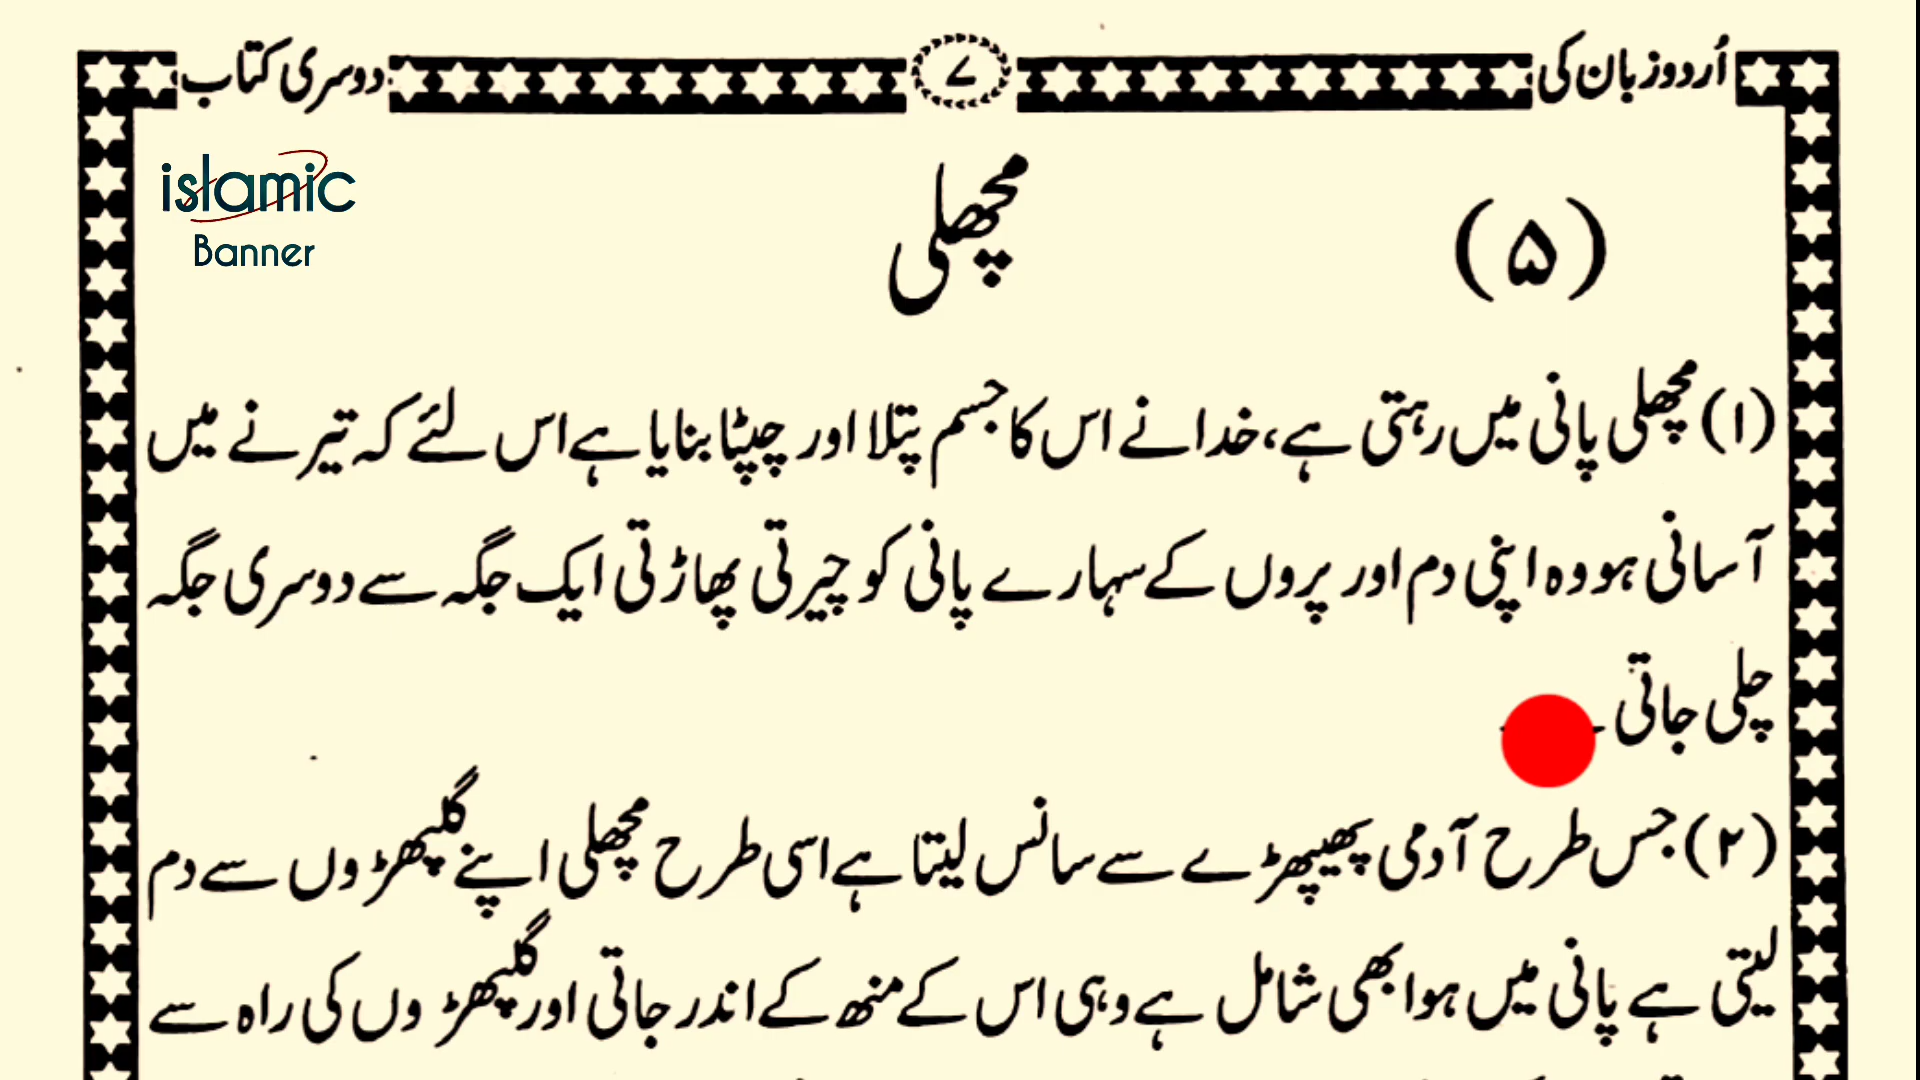 اُردو زبان کی ۷ دوسری کتاب
islamic
Banner
(۵) مچھلی
(۱) مچھلی پانی میں رہتی ہے، خدا نے اس کا جسم پتلا اور چپٹا بنایا ہے اس لئے کہ تیرنے میں
آسانی ہو وہ اپنی دم اور پروں کے سہارے پانی کو چیرتی پھاڑتی ایک جگہ سے دوسری جگہ
چلی جاتی
(۲) جس طرح آدمی پھیپھڑے سے سانس لیتا ہے اسی طرح مچھلی اپنے گلپھڑوں سے دم
لیتی ہے پانی میں ہوا بھی شامل ہے وہی اس کے منھ کے اندر جاتی اور گلپھڑوں کی راہ سے